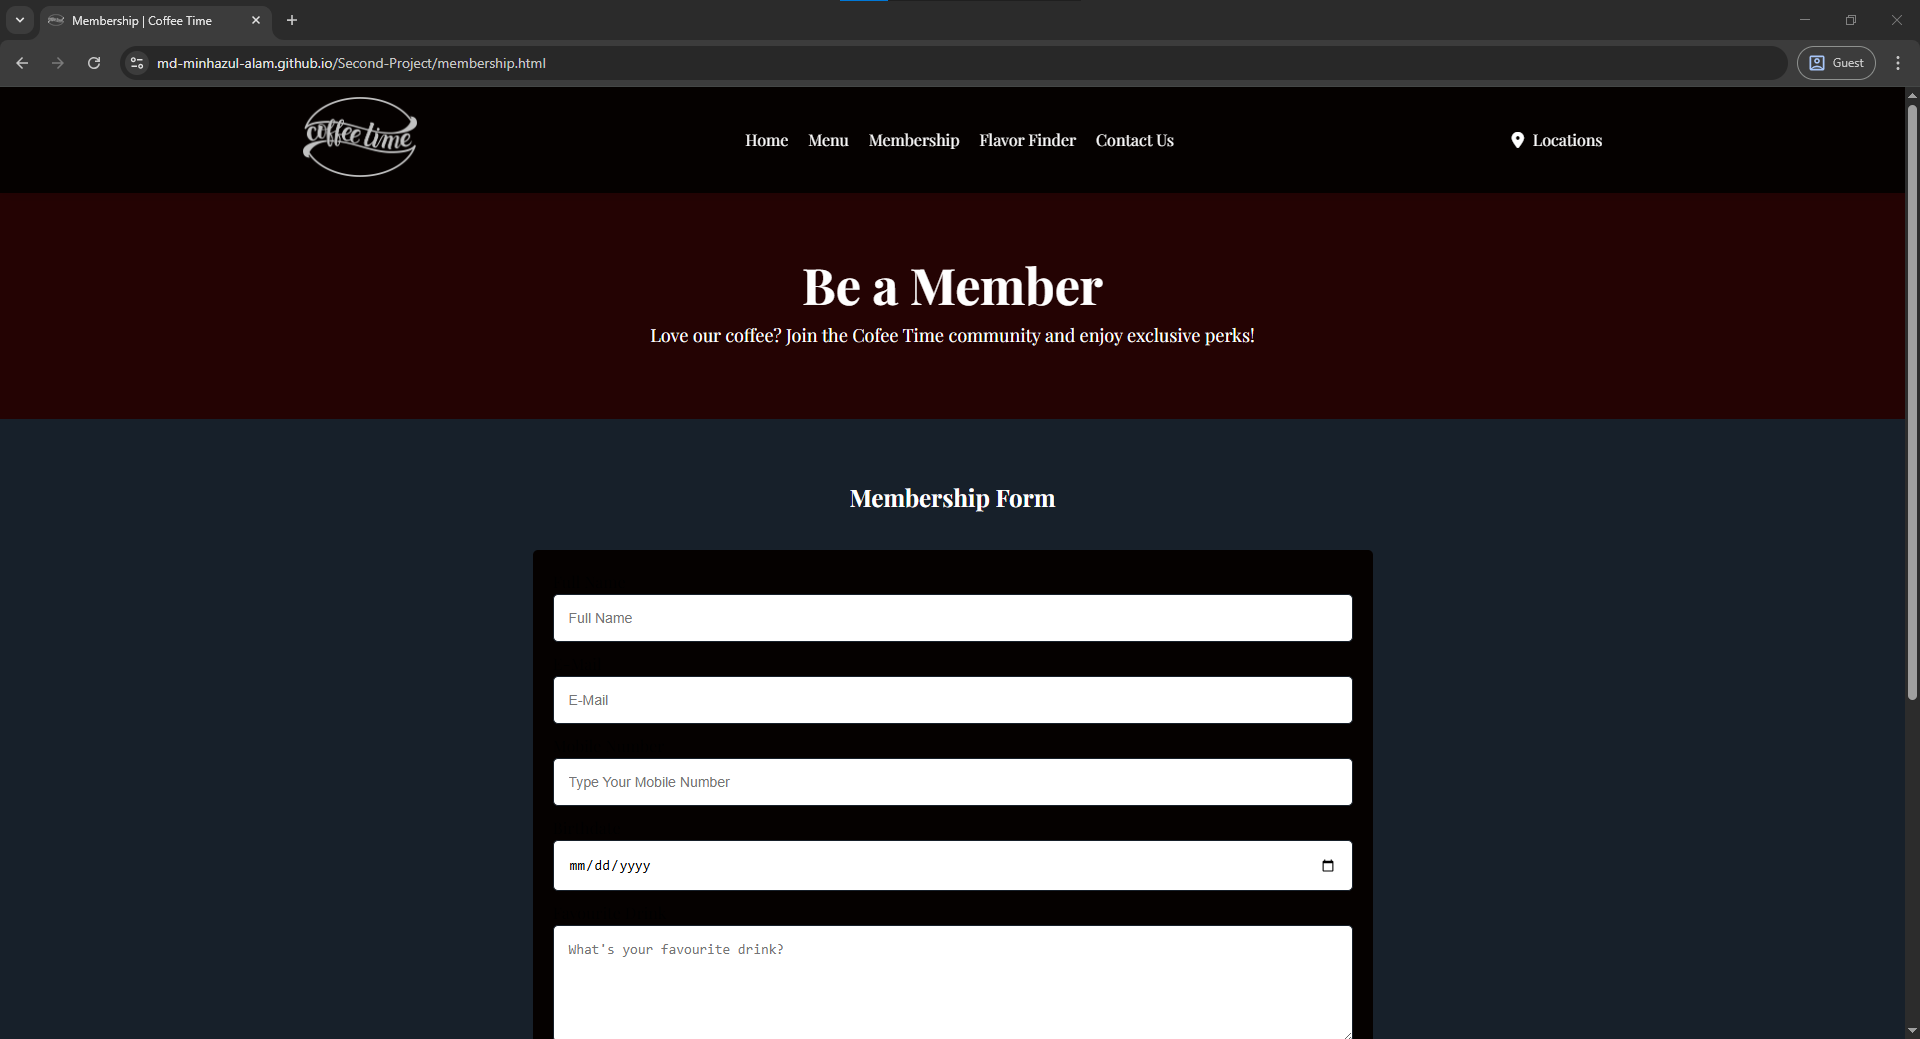 Membership | Coffee Time
md-minhazul-alam.github.io/Second-Project/membership.html
Guest
coffee time
Home Menu Membership Flavor Finder Contact Us
Locations
Be a Member
Love our coffee? Join the Cofee Time community and enjoy exclusive perks!
Membership Form
Full Name
E-Mail
Type Your Mobile Number
mm/dd/yyyy
What's your favourite drink?